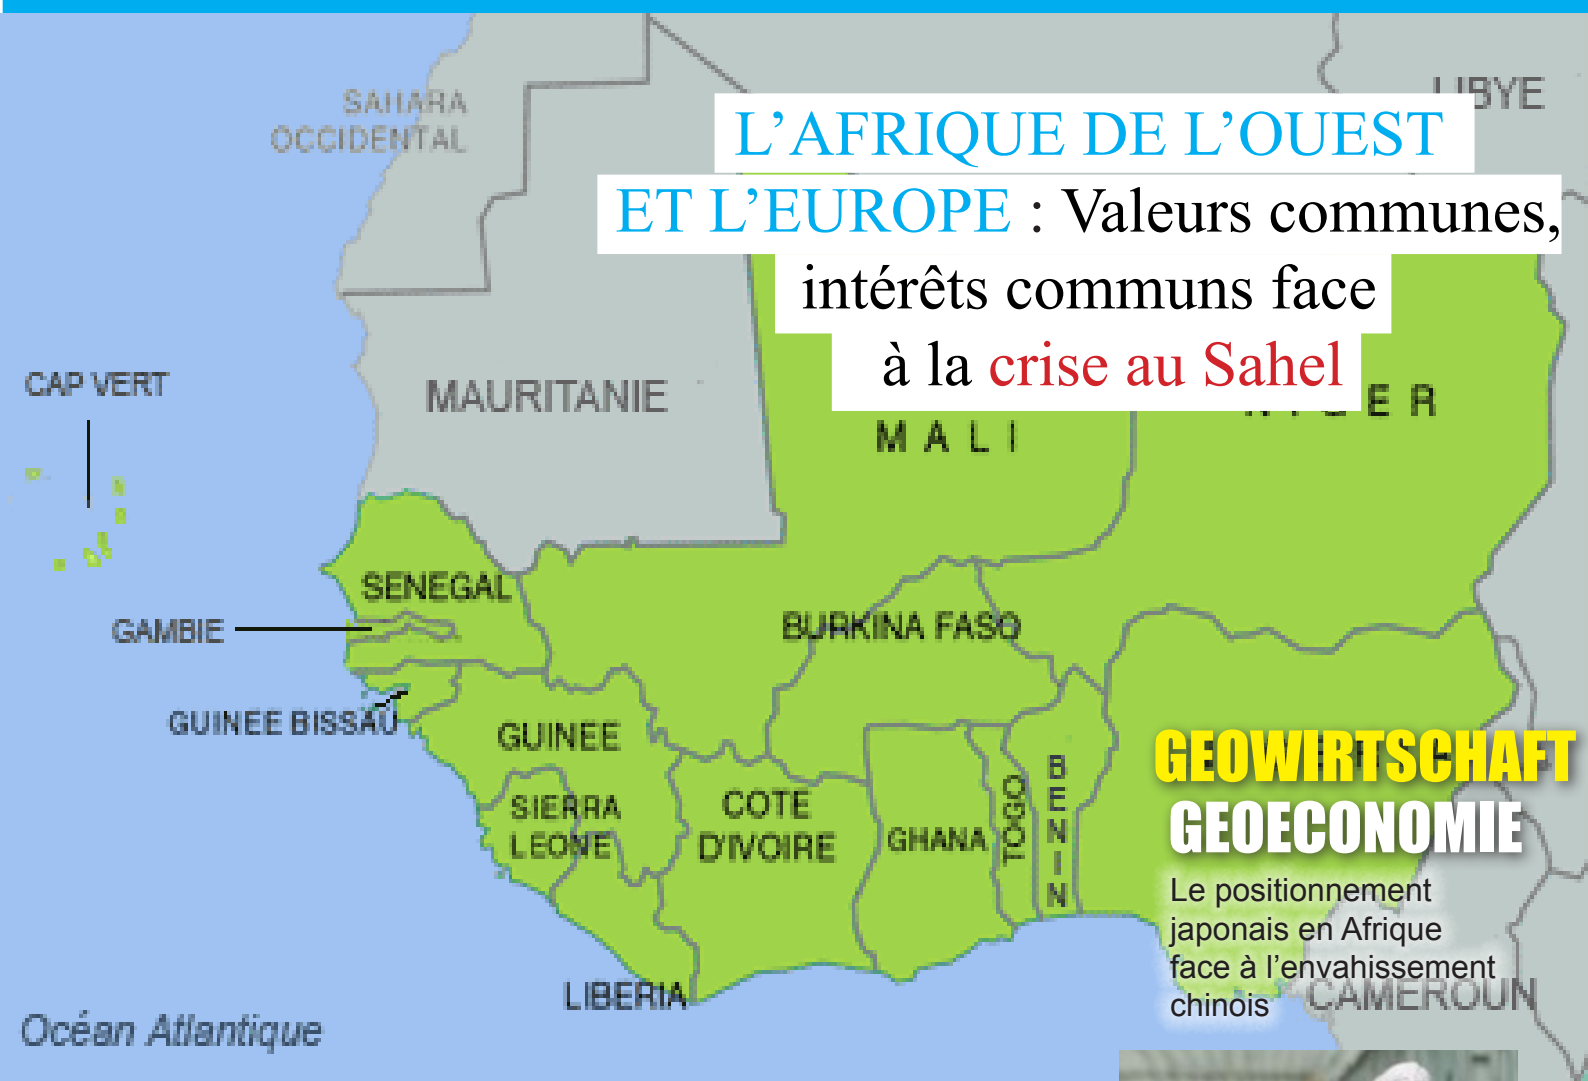 SAHARA
OCCIDENTAL
LIBYE
L’AFRIQUE DE L’OUEST
ET L’EUROPE : Valeurs communes,
intérêts communs face
à la crise au Sahel
CAP VERT
MAURITANIE
MALI
SENEGAL
GAMBIE
BURKINA FASO
GUINEE BISSAU
GUINEE
SIERRA
LEONE
COTE
D'IVOIRE
GHANA
TOGO
BENIN
LIBERIA
GEOWIRTSCHAFT
GEOECONOMIE
Le positionnement
japonais en Afrique
face à l’envahissement
chinois
CAMEROUN
Océan Atlantique